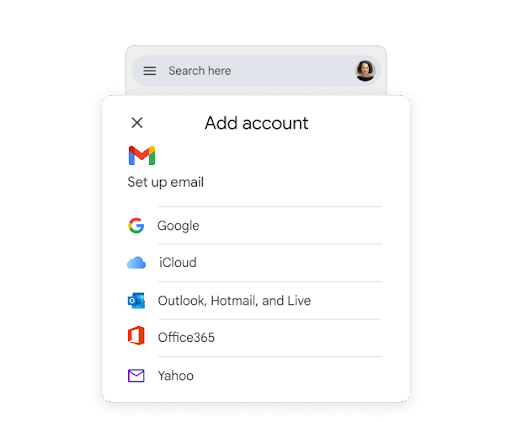 Search here
Add account
Set up email
Google
iCloud
Outlook, Hotmail, and Live
Office365
Yahoo